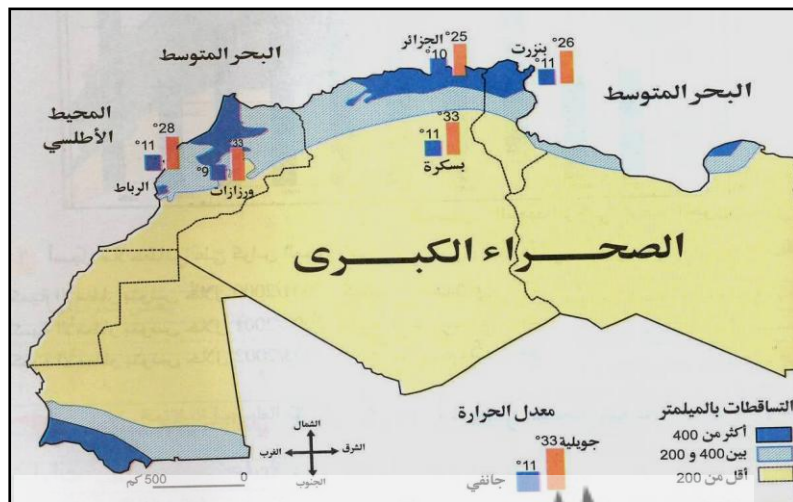 البحر المتوسط
الجزائر
°25
°10
بنزرت
°26
°11
البحر المتوسط
المحيط
الأطلسي
°28
°11
الرباط
33
°9
ورزازات
°33
°11
بسكرة
الصحراء الكبرى
معدل الحرارة
جويلية °33
°11 جانفي
الشمال
الشرق
الغرب
الجنوب
500 كم
0
التساقطات بالميلمتر
أكثر من 400
بين 400 و 200
أقل من 200